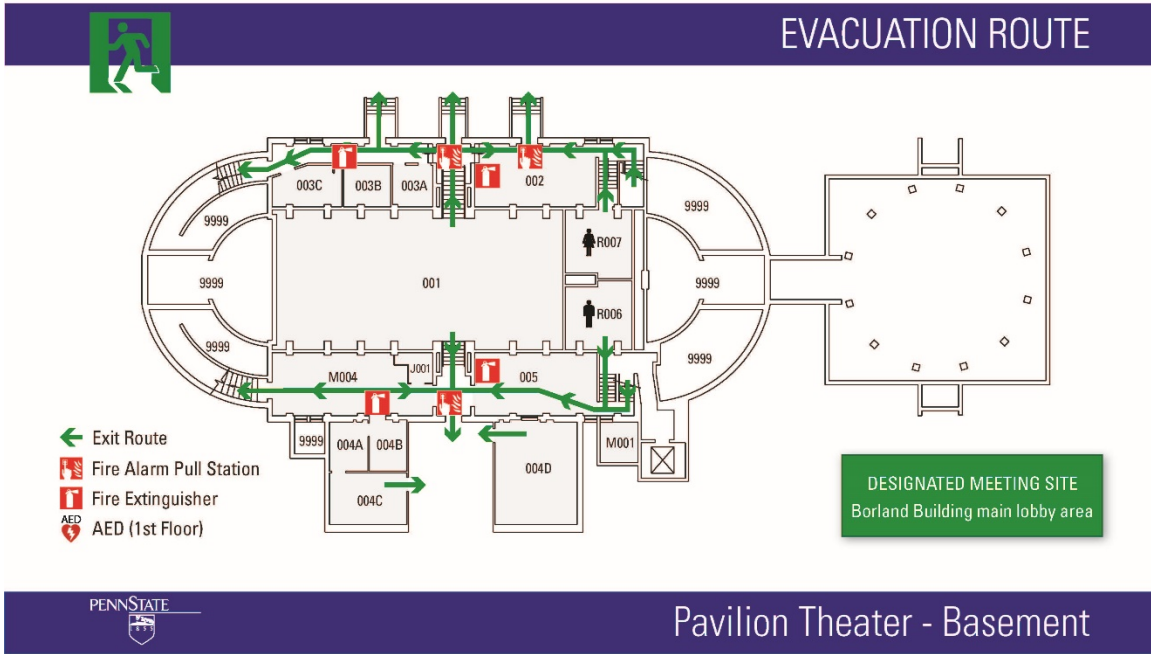 EVACUATION ROUTE
003C
003B
003A
002
9999
9999
R007
9999
001
9999
R006
9999
9999
M004
J001
005
9999
M001
004A
004B
004D
004C
Exit Route
Fire Alarm Pull Station
Fire Extinguisher
AED
AED (1st Floor)
DESIGNATED MEETING SITE
Borland Building main lobby area
PENNSTATE
1855
Pavilion Theater - Basement